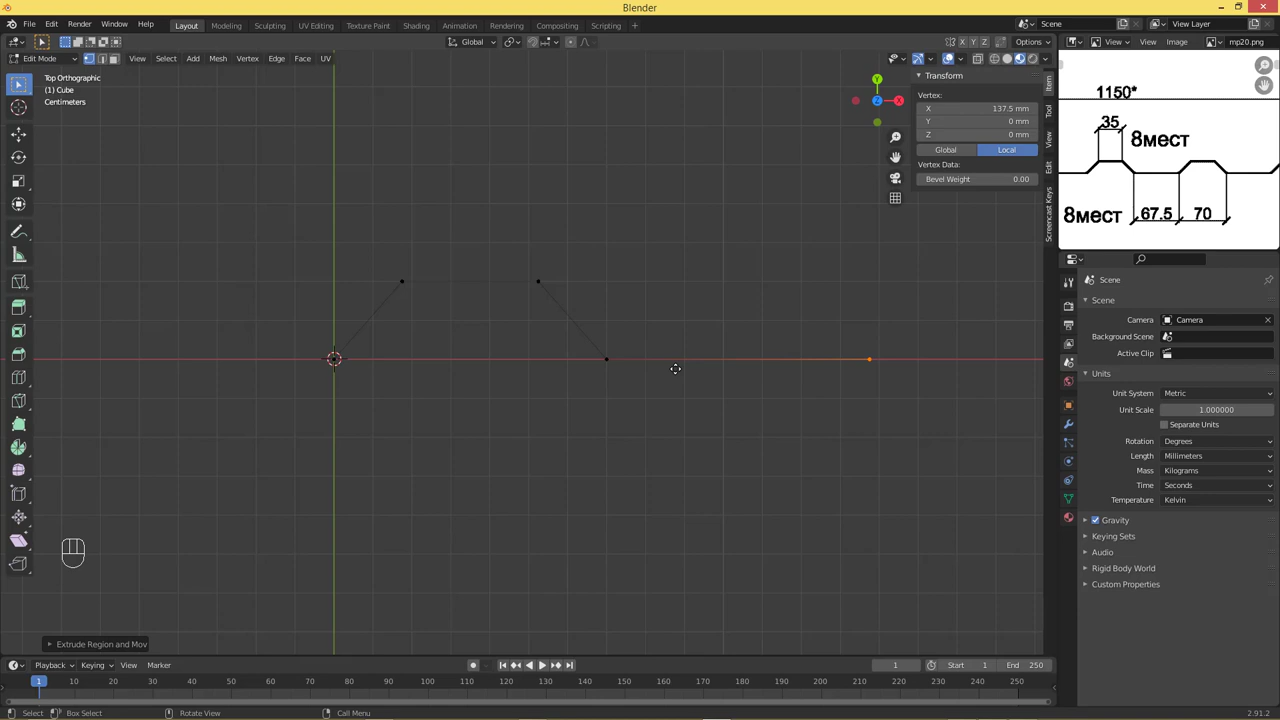 Blender
File Edit Render Window Help Layout Modeling Sculpting UV Editing Texture Paint Shading Animation Rendering Compositing Scripting + Scene View Layer
Global X Y Z Options View Image mp20.png
Edit Mode View Select Add Mesh Vertex Edge Face UV
Top Orthographic
(1) Cube
Centimeters
Y
Z X
Transform
Vertex:
X 137.5 mm
Y 0 mm
Z 0 mm
Global Local
Vertex Data:
Bevel Weight 0.00
Item
Tool
View
Edit
Screencast Keys
1150*
35
8мест
8мест 67.5 70
Scene
Scene
Camera Camera
Background Scene
Active Clip
Units
Unit System Metric
Unit Scale 1.000000
Separate Units
Rotation Degrees
Length Millimeters
Mass Kilograms
Time Seconds
Temperature Kelvin
Gravity
Keying Sets
Audio
Rigid Body World
Custom Properties
Extrude Region and Mov
Playback Keying View Marker 1 Start 1 End 250
1 10 20 30 40 50 60 70 80 90 100 110 120 130 140 150 160 170 180 190 200 210 220 230 240 250
Select Box Select Rotate View Call Menu 2.91.2